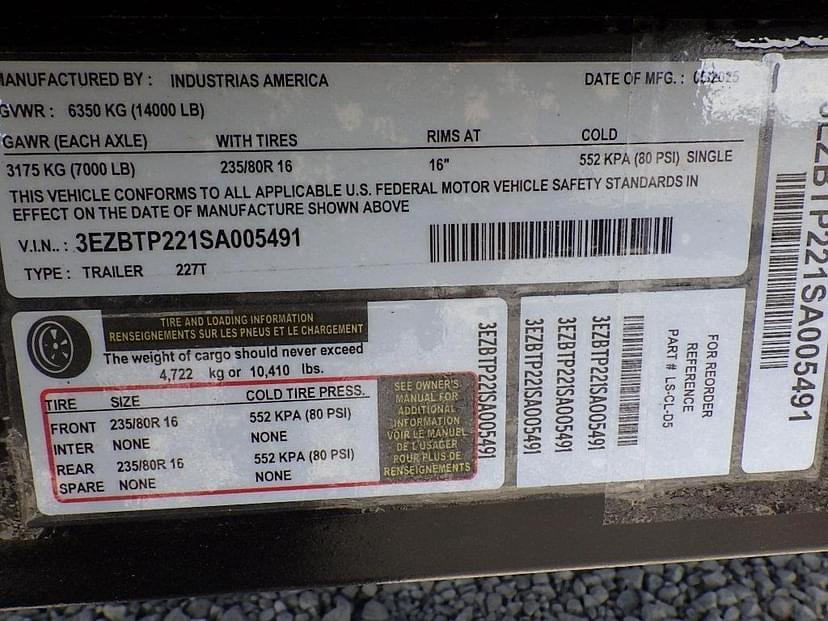 MANUFACTURED BY : INDUSTRIAS AMERICA
DATE OF MFG. : 05/2025
GVWR : 6350 KG (14000 LB)
GAWR (EACH AXLE) WITH TIRES RIMS AT COLD
3175 KG (7000 LB) 235/80R 16 16" 552 KPA (80 PSI) SINGLE
THIS VEHICLE CONFORMS TO ALL APPLICABLE U.S. FEDERAL MOTOR VEHICLE SAFETY STANDARDS IN
EFFECT ON THE DATE OF MANUFACTURE SHOWN ABOVE
V.I.N.. : 3EZBTP221SA005491
TYPE : TRAILER 227T
TIRE AND LOADING INFORMATION
RENSEIGNEMENTS SUR LES PNEUS ET LE CHARGEMENT
The weight of cargo should never exceed
4,722 kg or 10,410 lbs.
TIRE SIZE COLD TIRE PRESS.
FRONT 235/80R 16 552 KPA (80 PSI)
INTER NONE NONE
REAR 235/80R 16 552 KPA (80 PSI)
SPARE NONE NONE
SEE OWNER'S
MANUAL FOR
ADDITIONAL
INFORMATION
VOIR LE MANUEL
DE L'USAGER
POUR PLUS DE
RENSEIGNEMENTS
3EZBTP221SA005491
3EZBTP221SA005491
3EZBTP221SA005491
3EZBTP221SA005491
FOR REORDER
REFERENCE
PART # LS-CL-D5
3EZBTP221SA005491